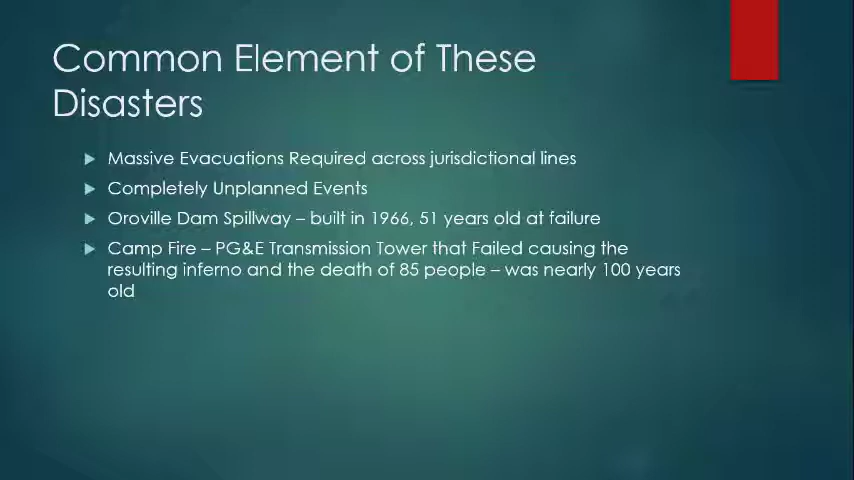 Common Element of These
Disasters
Massive Evacuations Required across jurisdictional lines
Completely Unplanned Events
Oroville Dam Spillway – built in 1966, 51 years old at failure
Camp Fire – PG&E Transmission Tower that Failed causing the
resulting inferno and the death of 85 people – was nearly 100 years
old